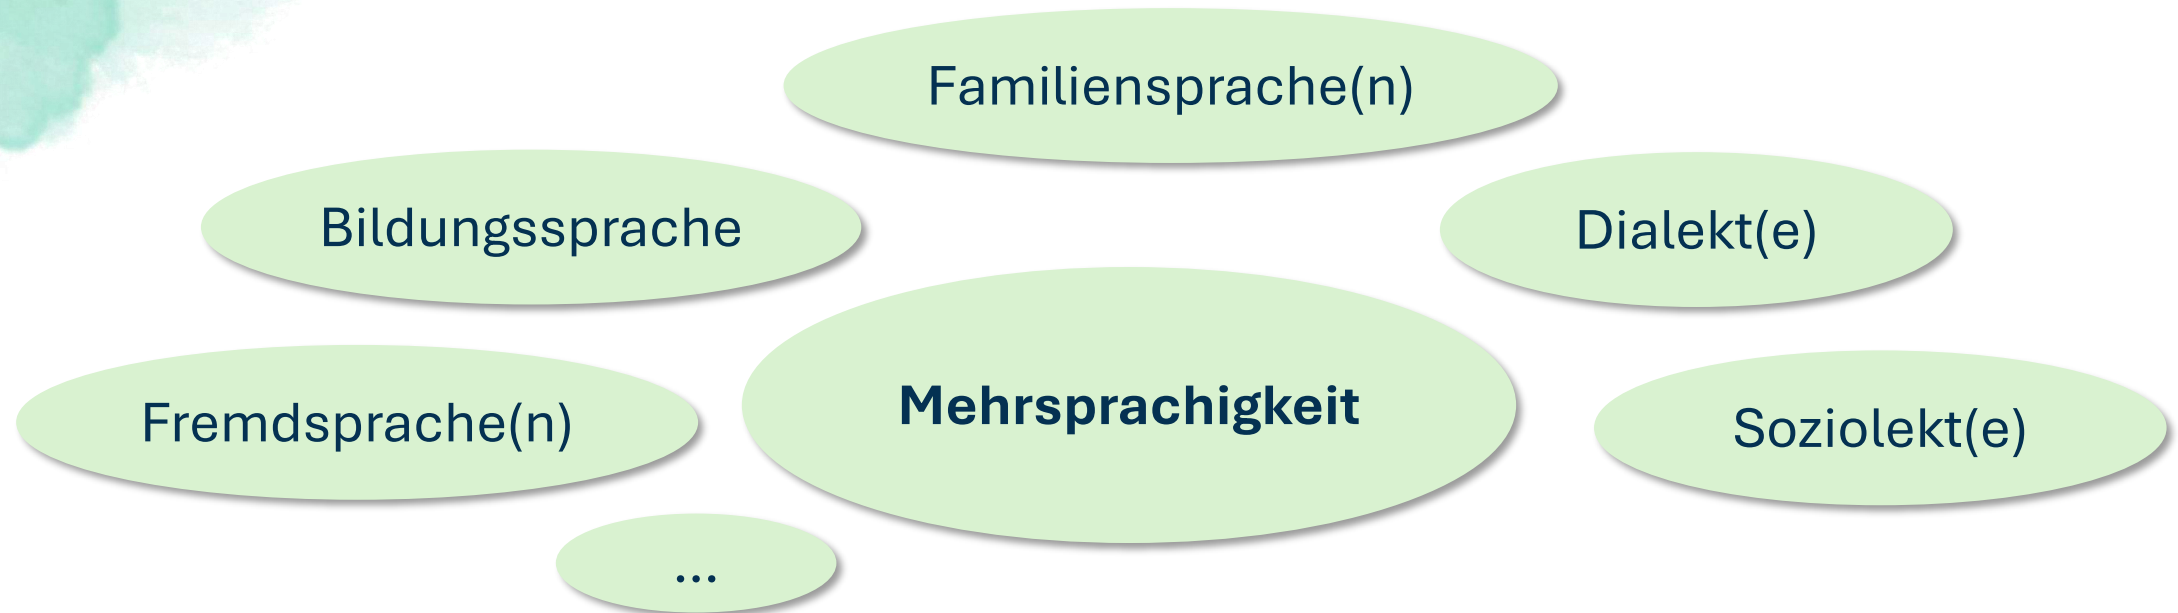 Familiensprache(n)
Bildungssprache
Dialekt(e)
Mehrsprachigkeit
Fremdsprache(n)
Soziolekt(e)
...